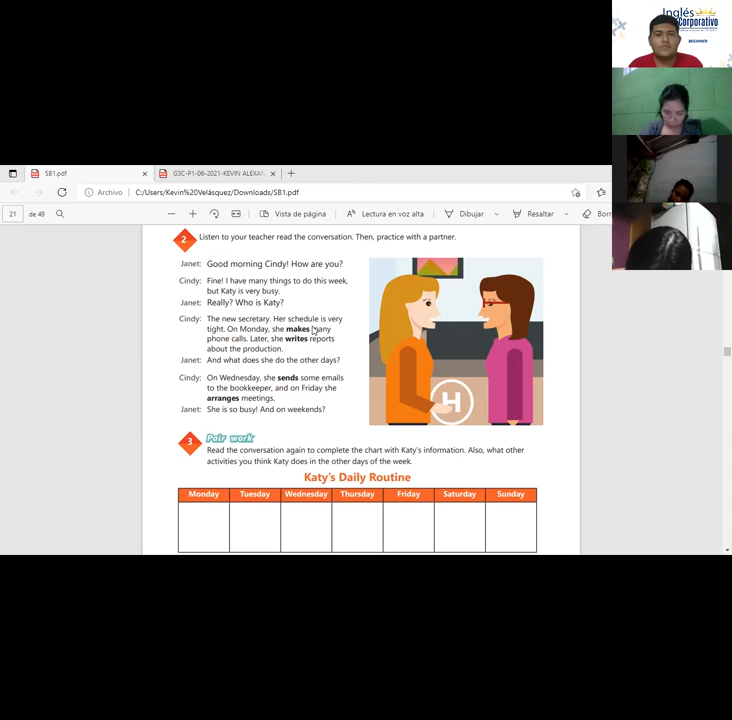 Inglés
Corporativo
BEGINNER
SB1.pdf
G3C-P1-06-2021-KEVIN ALEXAN
Archivo
C:/Users/Kevin%20Velásquez/Downloads/SB1.pdf
21
de 49
Vista de página
Lectura en voz alta
Dibujar
Resaltar
Borr
2
Listen to your teacher read the conversation. Then, practice with a partner.
Janet: Good morning Cindy! How are you?
Cindy: Fine! I have many things to do this week,
but Katy is very busy.
Janet: Really? Who is Katy?
Cindy: The new secretary. Her schedule is very
tight. On Monday, she makes many
phone calls. Later, she writes reports
about the production.
Janet: And what does she do the other days?
Cindy: On Wednesday, she sends some emails
to the bookkeeper, and on Friday she
arranges meetings.
Janet: She is so busy! And on weekends?
H
3
Pair work
Read the conversation again to complete the chart with Katy's information. Also, what other
activities you think Katy does in the other days of the week.
Katy's Daily Routine
Monday Tuesday Wednesday Thursday Friday Saturday Sunday